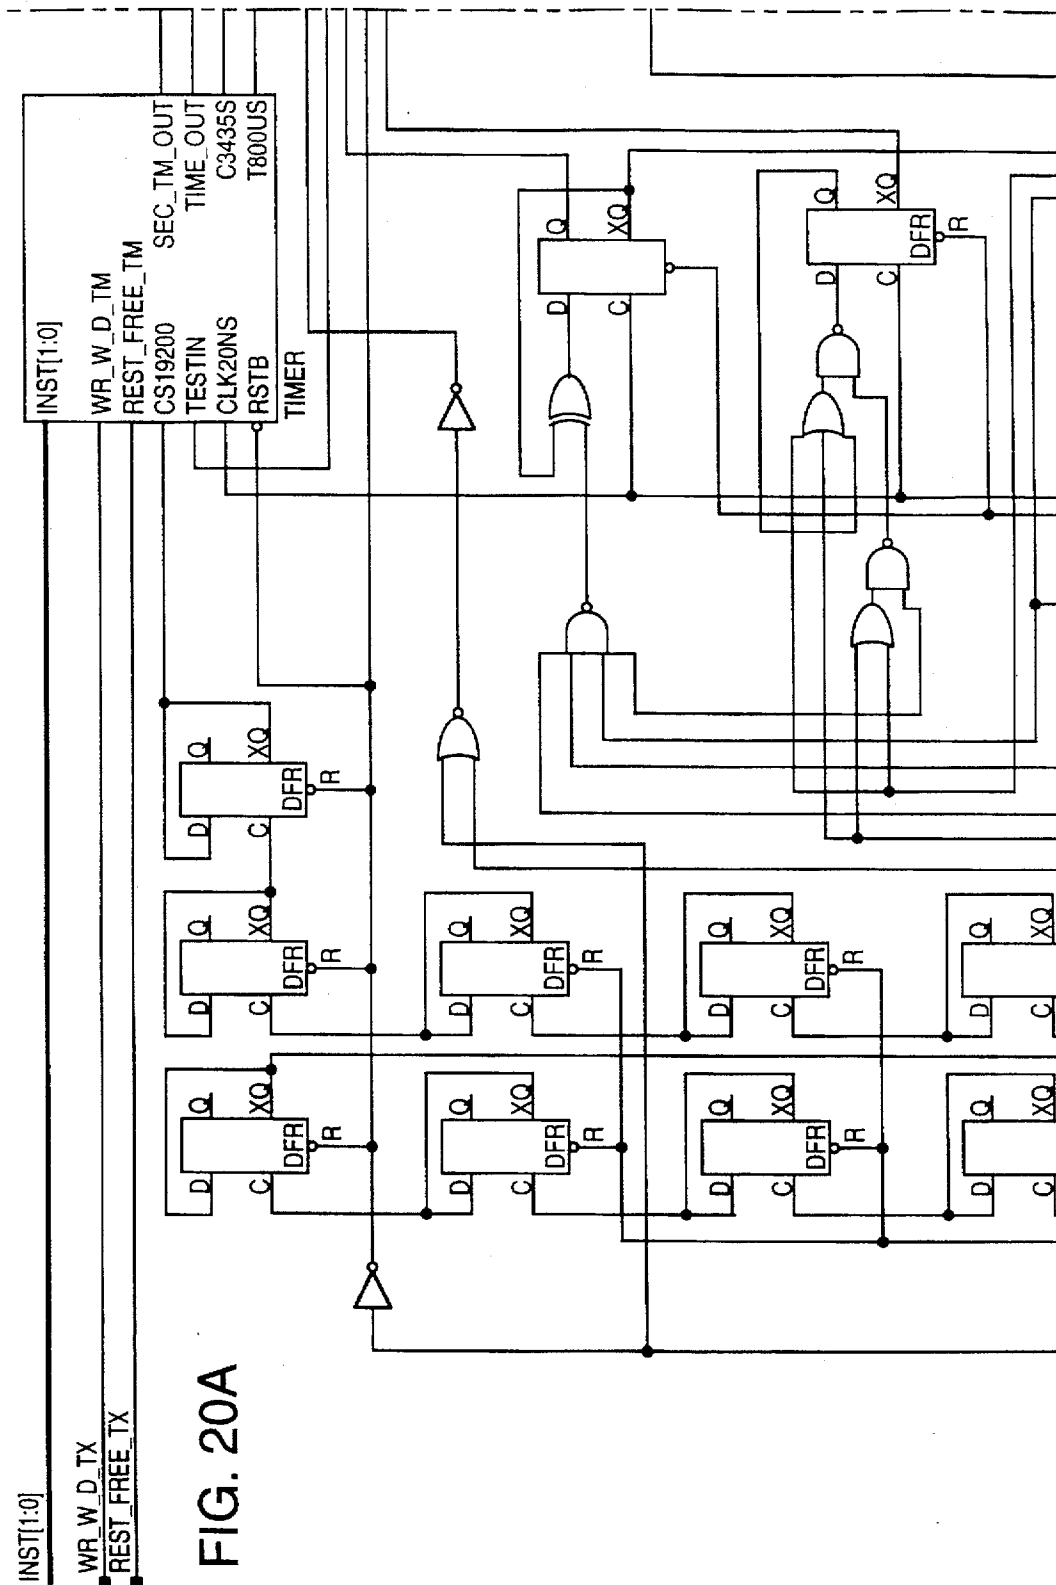 INST[1:0]
WR_W_D_TX
REST_FREE_TX
FIG. 20A
INST[1:0]
WR_W_D_TM
REST_FREE_TM
CS19200
TESTIN
CLK20NS
RSTB
TIMER
SEC_TM_OUT
TIME_OUT
C3435S
T800US
D
C
Q
XQ
DFR
R
D
C
Q
XQ
DFR
R
D
C
Q
XQ
DFR
R
D
C
Q
XQ
DFR
R
D
C
Q
XQ
DFR
R
D
C
Q
XQ
DFR
R
D
C
Q
XQ
DFR
R
D
C
Q
XQ
D
C
Q
XQ
D
C
Q
XQ
D
C
Q
XQ
DFR
R